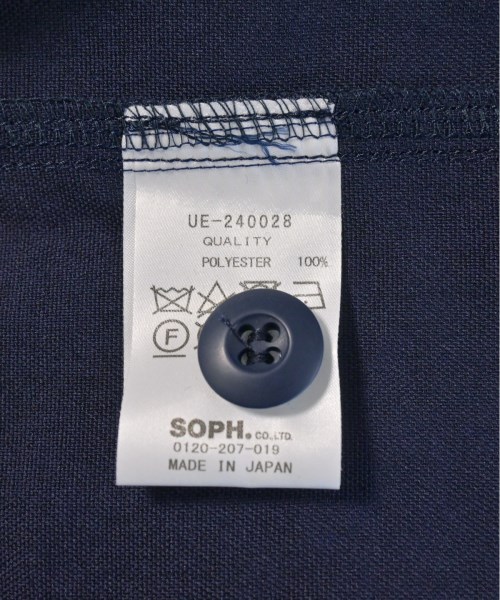 UE-240028
QUALITY
POLYESTER 100%
F
SOPH. CO.,LTD.
0120-207-019
MADE IN JAPAN